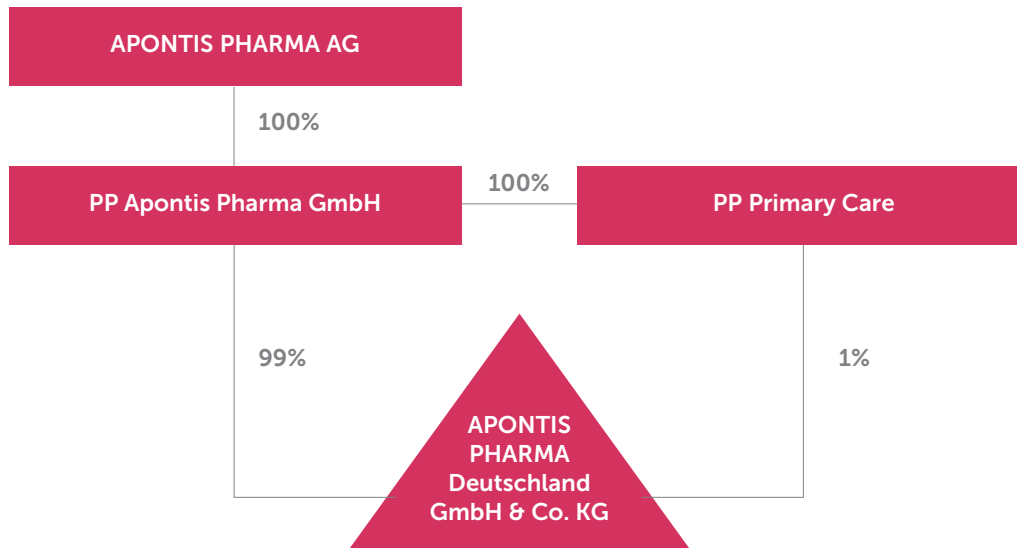 APONTIS PHARMA AG
100%
PP Apontis Pharma GmbH
100%
PP Primary Care
99%
1%
APONTIS
PHARMA
Deutschland
GmbH & Co. KG